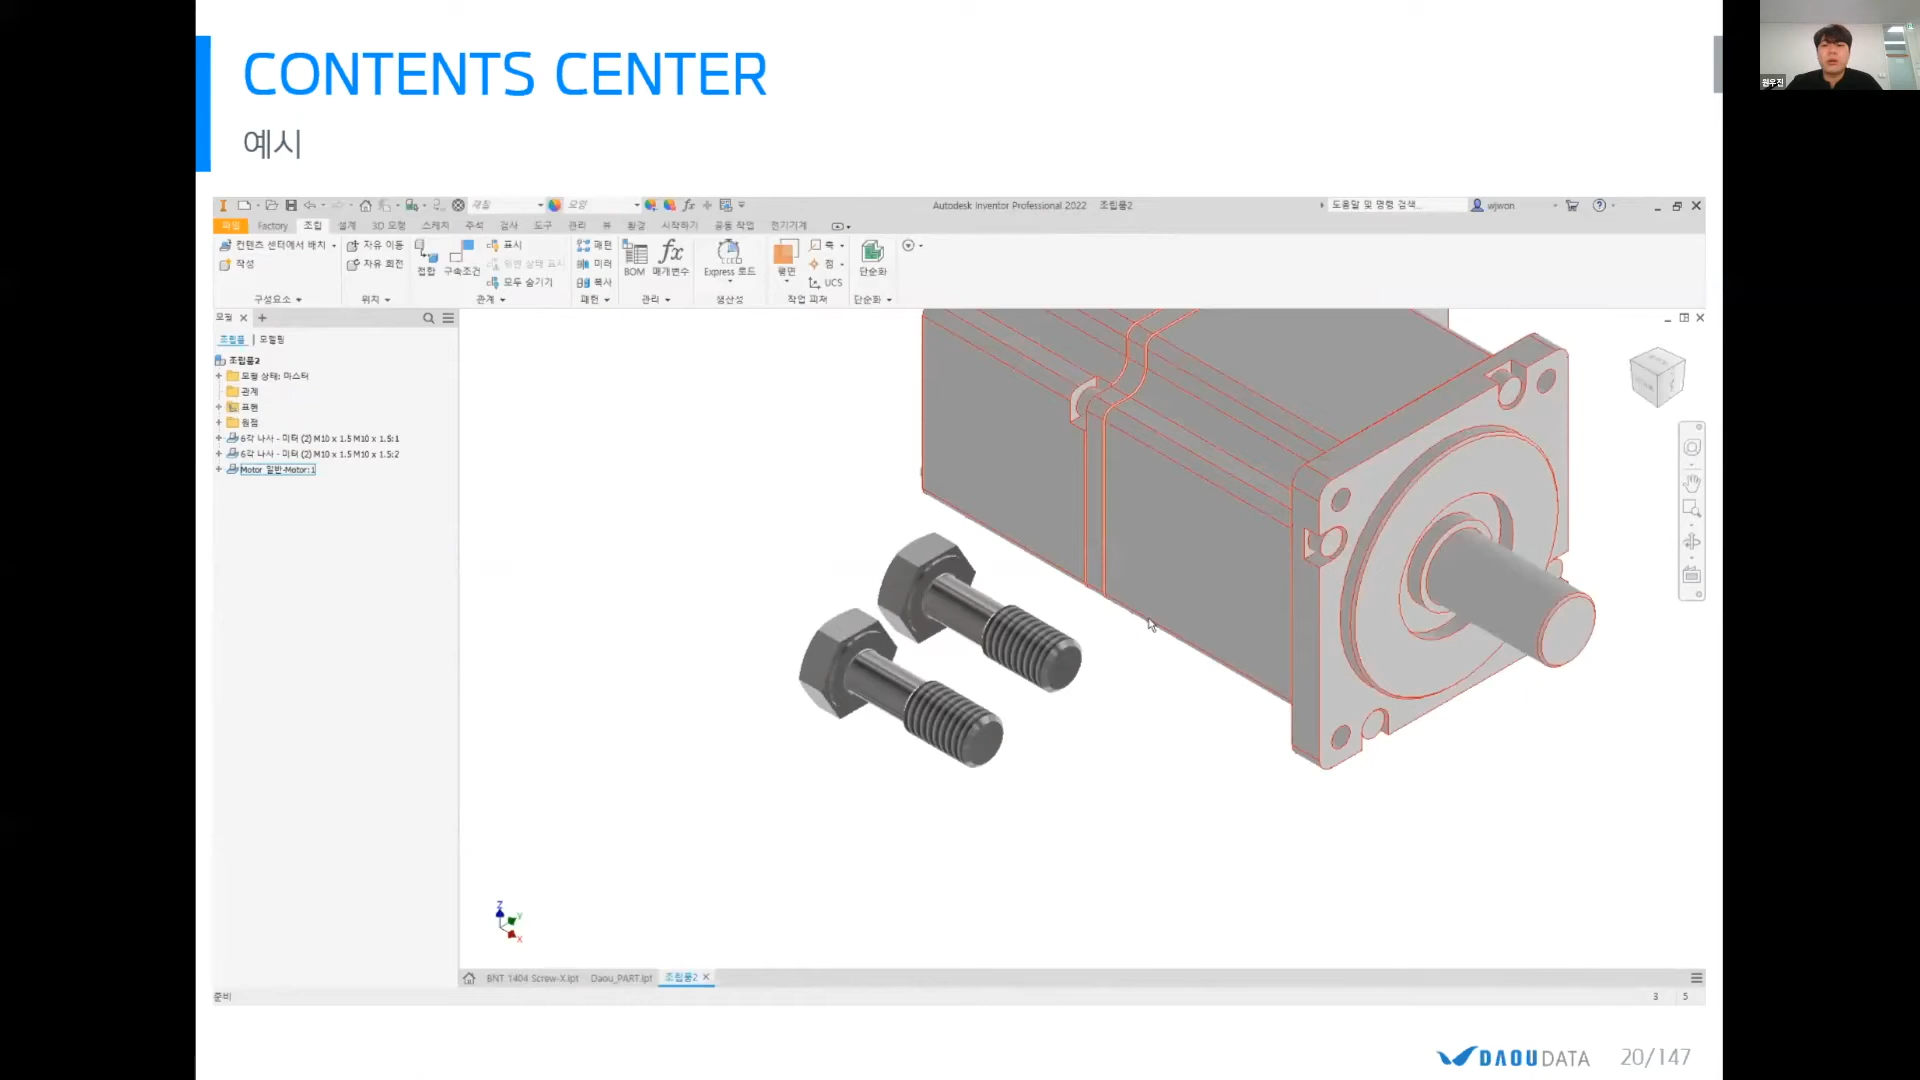 CONTENTS CENTER
예시
원우진
Autodesk Inventor Professional 2022 조립품2
재질
모양
도움말 및 명령 검색...
wjwon
파일 Factory 조립 설계 3D 모형 스케치 주석 검사 도구 관리 뷰 환경 시작하기 공동 작업 전기기계
컨텐츠 센터에서 배치
작성
구성요소
자유 이동
자유 회전
위치
접합
구속조건
표시
모두 숨기기
관계
패턴
미러
복사
패턴
BOM
매개변수
관리
Express 로드
생산성
평면
축
점
UCS
작업 피쳐
단순화
단순화
모형
조립품 | 모델링
조립품2
모형 상태: 마스터
관계
표현
원점
6각 나사 - 미터 (2) M10 x 1.5 M10 x 1.5:1
6각 나사 - 미터 (2) M10 x 1.5 M10 x 1.5:2
Motor 일반-Motor:1
Z
Y
X
BNT 1404 Screw-X.ipt Daou_PART.ipt 조립품2
준비
3 5
DAOU DATA 20/147